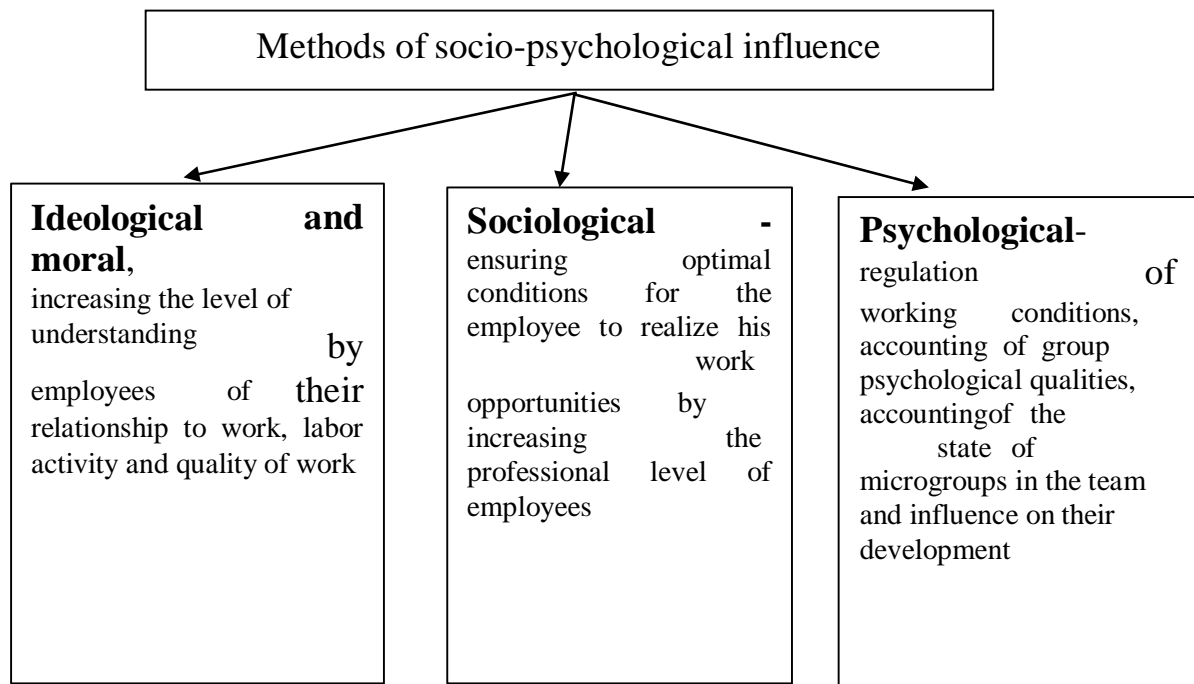 Methods of socio-psychological influence
Ideological and
moral,
increasing the level of
understanding by
employees of their
relationship to work, labor
activity and quality of work
Sociological -
ensuring optimal
conditions for the
employee to realize his
work
opportunities by
increasing the
professional level of
employees
Psychological-
regulation of
working conditions,
accounting of group
psychological qualities,
accountingof the
state of
microgroups in the team
and influence on their
development